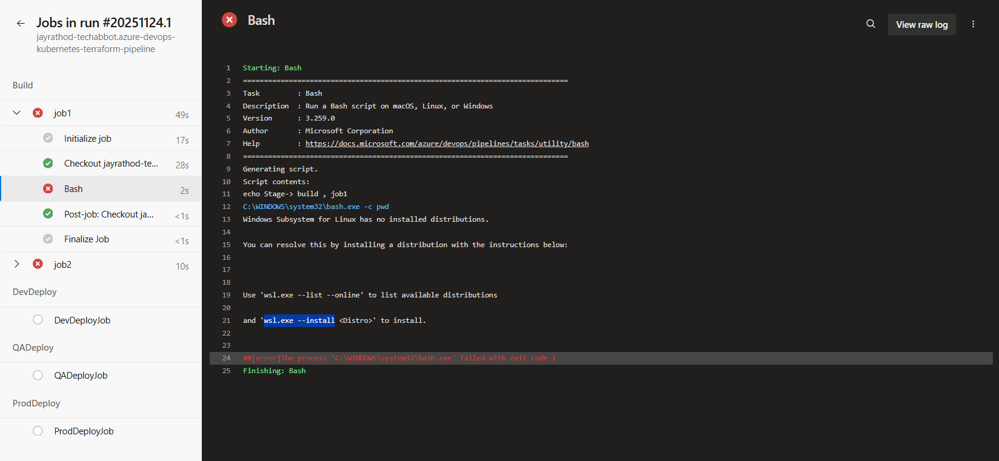 Jobs in run #20251124.1
jayrathod-techabbot.azure-devops-
kubernetes-terraform-pipeline
Build
job1 49s
Initialize job 17s
Checkout jayrathod-te... 28s
Bash 2s
Post-job: Checkout ja... <1s
Finalize Job <1s
job2 10s
DevDeploy
DevDeployJob
QADeploy
QADeployJob
ProdDeploy
ProdDeployJob
Bash
View raw log
1 Starting: Bash
2 ==============================================================================
3 Task         : Bash
4 Description  : Run a Bash script on macOS, Linux, or Windows
5 Version      : 3.259.0
6 Author       : Microsoft Corporation
7 Help         : https://docs.microsoft.com/azure/devops/pipelines/tasks/utility/bash
8 ==============================================================================
9 Generating script.
10 Script contents:
11 echo Stage-> build , job1
12 C:\WINDOWS\system32\bash.exe -c pwd
13 Windows Subsystem for Linux has no installed distributions.
14
15 You can resolve this by installing a distribution with the instructions below:
16
17
18
19 Use 'wsl.exe --list --online' to list available distributions
20
21 and 'wsl.exe --install <Distro>' to install.
22
23
24 ##[error]The process 'C:\WINDOWS\system32\bash.exe' failed with exit code 1
25 Finishing: Bash